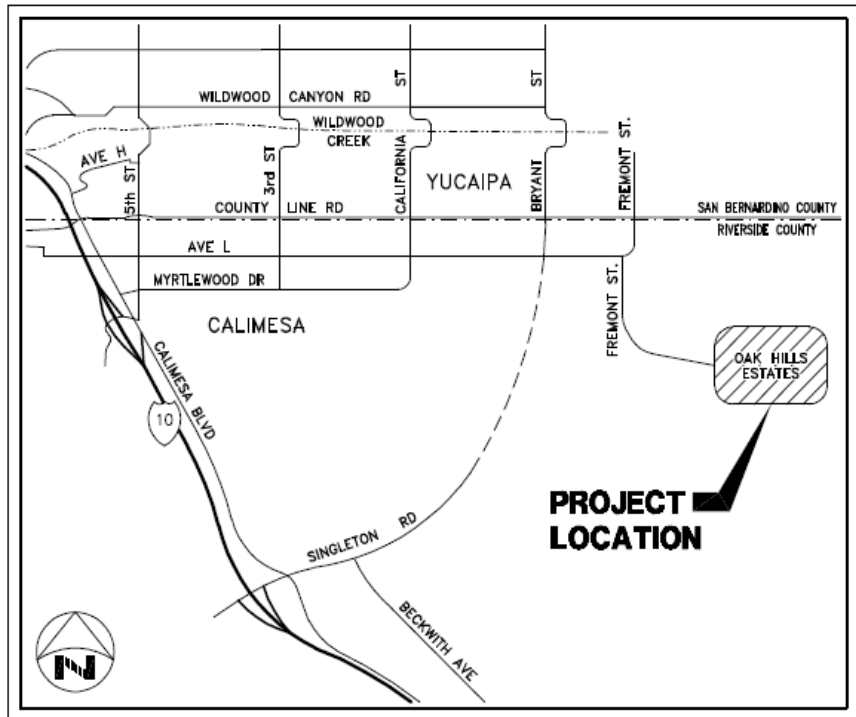 WILDWOOD CANYON RD
ST
ST
WILDWOOD
CREEK
AVE H
5th ST
3rd ST
CALIFORNIA
YUCAIPA
BRYANT
FREMONT ST.
COUNTY LINE RD
SAN BERNARDINO COUNTY
RIVERSIDE COUNTY
AVE L
MYRTLEWOOD DR
CALIMESA
FREMONT ST.
OAK HILLS
ESTATES
CALIMESA BLVD
10
PROJECT
LOCATION
SINGLETON RD
BECKWITH AVE
N